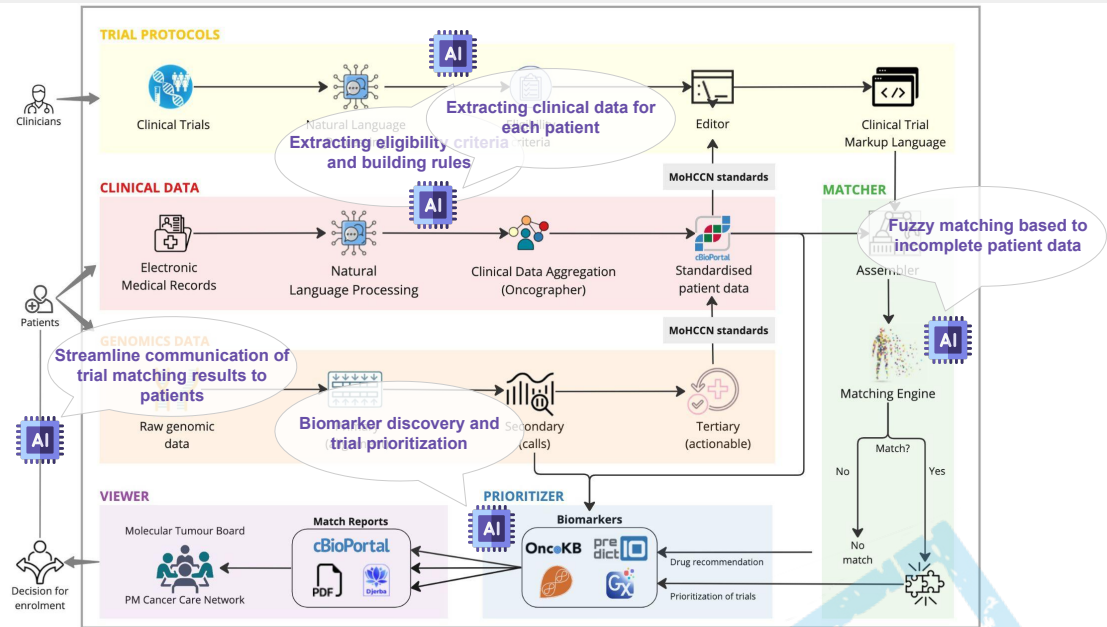 TRIAL PROTOCOLS
AI
Clinicians
Clinical Trials
Natural Language
Extracting clinical data for
each patient
Editor
Clinical Trial
Markup Language
Extracting eligibility criteria
and building rules
criteria
MoHCCN standards
CLINICAL DATA
AI
MATCHER
Electronic
Medical Records
Natural
Language Processing
Clinical Data Aggregation
(Oncographer)
cBioPortal
Standardised
patient data
Fuzzy matching based to
incomplete patient data
Assembler
Patients
MoHCCN standards
GENOMICS DATA
AI
Streamline communication of
trial matching results to
patients
Matching Engine
AI
Raw genomic
data
Biomarker discovery and
trial prioritization
Secondary
(calls)
Tertiary
(actionable)
Match?
No
Yes
VIEWER
AI
PRIORITIZER
Molecular Tumour Board
PM Cancer Care Network
Match Reports
cBioPortal
PDF
Djerba
Biomarkers
OncoKB
predict IO
Gx
Drug recommendation
Prioritization of trials
No
match
Decision for
enrolment